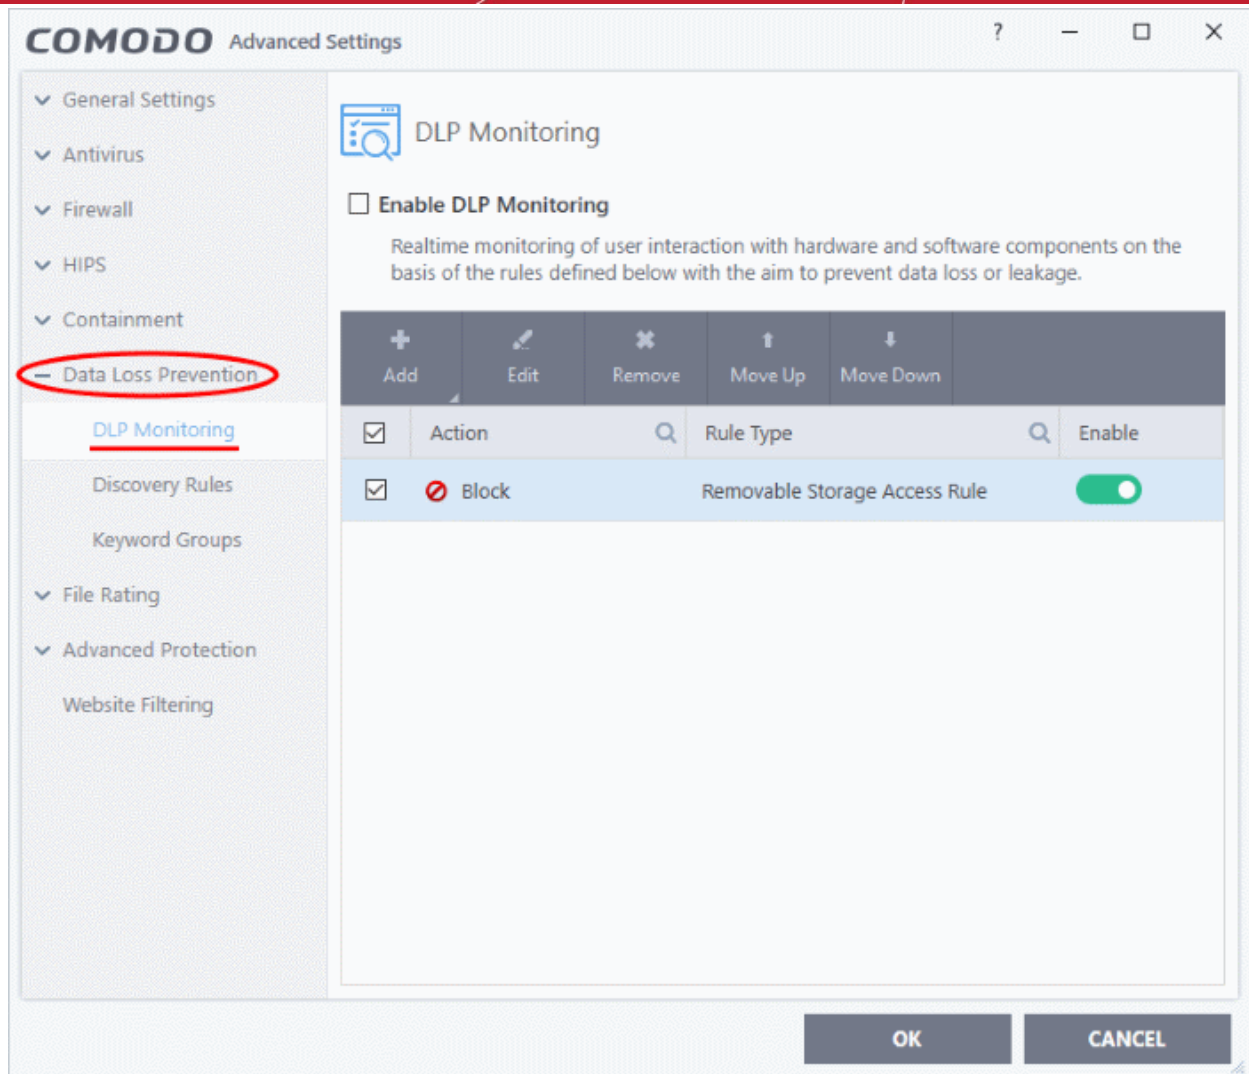 COMODO Advanced Settings ?
General Settings
Antivirus
Firewall
HIPS
Containment
Data Loss Prevention
DLP Monitoring
Discovery Rules
Keyword Groups
File Rating
Advanced Protection
Website Filtering
DLP Monitoring
Enable DLP Monitoring
Realtime monitoring of user interaction with hardware and software components on the
basis of the rules defined below with the aim to prevent data loss or leakage.
Add Edit Remove Move Up Move Down
Action Rule Type Enable
Block Removable Storage Access Rule
OK CANCEL